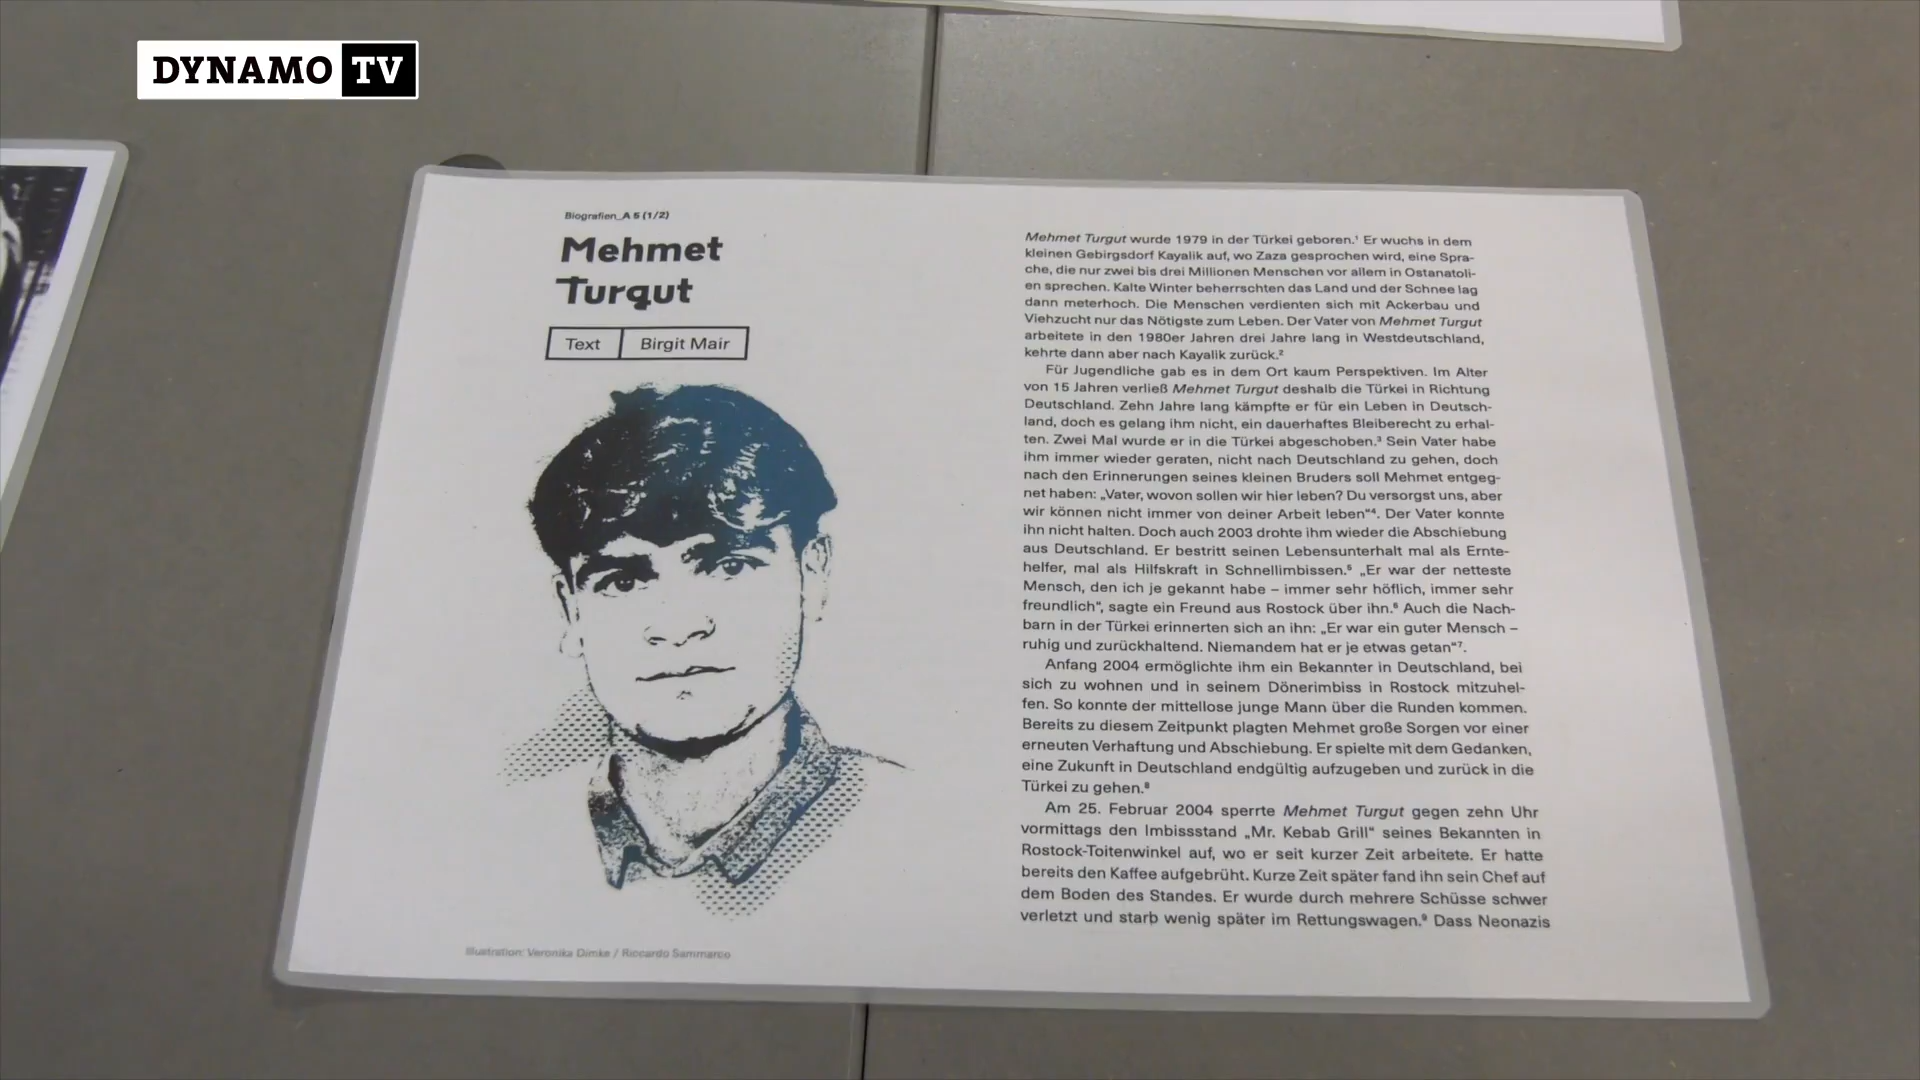 DYNAMO TV
Biografien_A 5 (1/2)
Mehmet
Turgut
Text Birgit Mair
Illustration: Veronika Dimke / Riccardo Sammarco
Mehmet Turgut wurde 1979 in der Türkei geboren.¹ Er wuchs in dem
kleinen Gebirgsdorf Kayalik auf, wo Zaza gesprochen wird, eine Spra-
che, die nur zwei bis drei Millionen Menschen vor allem in Ostanatoli-
en sprechen. Kalte Winter beherrschten das Land und der Schnee lag
dann meterhoch. Die Menschen verdienten sich mit Ackerbau und
Viehzucht nur das Nötigste zum Leben. Der Vater von Mehmet Turgut
arbeitete in den 1980er Jahren drei Jahre lang in Westdeutschland,
kehrte dann aber nach Kayalik zurück.²
Für Jugendliche gab es in dem Ort kaum Perspektiven. Im Alter
von 15 Jahren verließ Mehmet Turgut deshalb die Türkei in Richtung
Deutschland. Zehn Jahre lang kämpfte er für ein Leben in Deutsch-
land, doch es gelang ihm nicht, ein dauerhaftes Bleiberecht zu erhal-
ten. Zwei Mal wurde er in die Türkei abgeschoben.³ Sein Vater habe
ihm immer wieder geraten, nicht nach Deutschland zu gehen, doch
nach den Erinnerungen seines kleinen Bruders soll Mehmet entgeg-
net haben: „Vater, wovon sollen wir hier leben? Du versorgst uns, aber
wir können nicht immer von deiner Arbeit leben“⁴. Der Vater konnte
ihn nicht halten. Doch auch 2003 drohte ihm wieder die Abschiebung
aus Deutschland. Er bestritt seinen Lebensunterhalt mal als Ernte-
helfer, mal als Hilfskraft in Schnellimbissen.⁵ „Er war der netteste
Mensch, den ich je gekannt habe – immer sehr höflich, immer sehr
freundlich“, sagte ein Freund aus Rostock über ihn.⁶ Auch die Nach-
barn in der Türkei erinnerten sich an ihn: „Er war ein guter Mensch –
ruhig und zurückhaltend. Niemandem hat er je etwas getan“⁷.
Anfang 2004 ermöglichte ihm ein Bekannter in Deutschland, bei
sich zu wohnen und in seinem Dönerimbiss in Rostock mitzuhel-
fen. So konnte der mittellose junge Mann über die Runden kommen.
Bereits zu diesem Zeitpunkt plagten Mehmet große Sorgen vor einer
erneuten Verhaftung und Abschiebung. Er spielte mit dem Gedanken,
eine Zukunft in Deutschland endgültig aufzugeben und zurück in die
Türkei zu gehen.⁸
Am 25. Februar 2004 sperrte Mehmet Turgut gegen zehn Uhr
vormittags den Imbissstand „Mr. Kebab Grill“ seines Bekannten in
Rostock-Toitenwinkel auf, wo er seit kurzer Zeit arbeitete. Er hatte
bereits den Kaffee aufgebrüht. Kurze Zeit später fand ihn sein Chef auf
dem Boden des Standes. Er wurde durch mehrere Schüsse schwer
verletzt und starb wenig später im Rettungswagen.⁹ Dass Neonazis